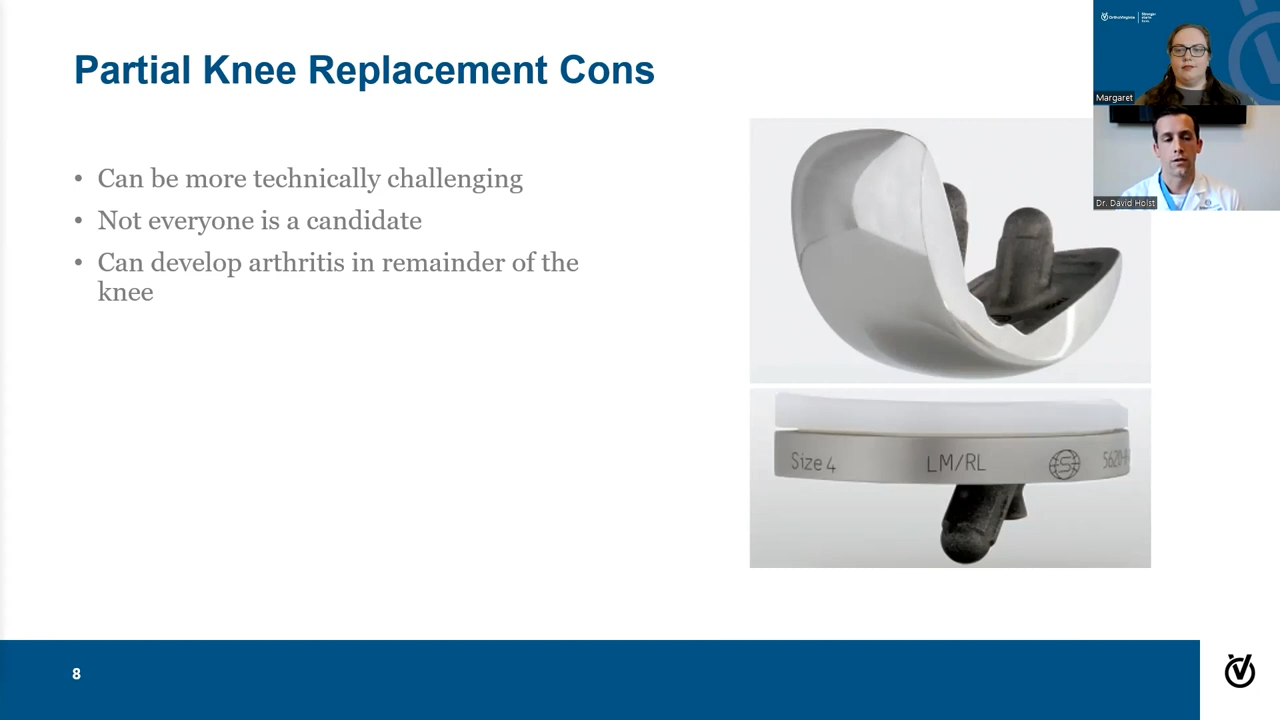 Partial Knee Replacement Cons
• Can be more technically challenging
• Not everyone is a candidate
• Can develop arthritis in remainder of the
knee
OrthoVirginia
Margaret
Dr. David Holst
Size 4
LM/RL
8